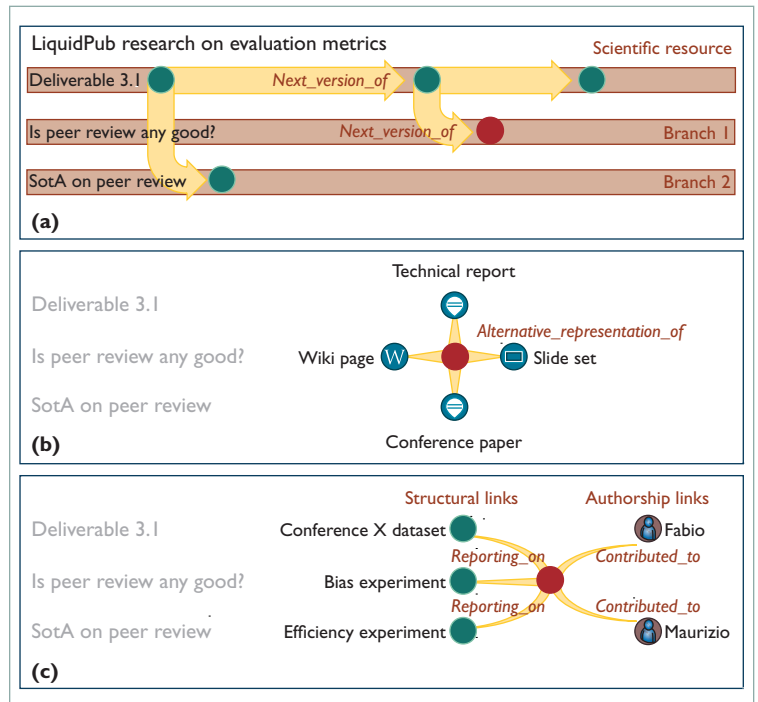 LiquidPub research on evaluation metrics
Scientific resource
Deliverable 3.1
Next_version_of
Is peer review any good?
Next_version_of
Branch 1
SotA on peer review
Branch 2
(a)
Technical report
Deliverable 3.1
Alternative_representation_of
Is peer review any good?
Wiki page
W
Slide set
SotA on peer review
(b)
Conference paper
Structural links
Authorship links
Deliverable 3.1
Conference X dataset
Fabio
Reporting_on
Contributed_to
Is peer review any good?
Bias experiment
Reporting_on
Contributed_to
SotA on peer review
Efficiency experiment
Maurizio
(c)